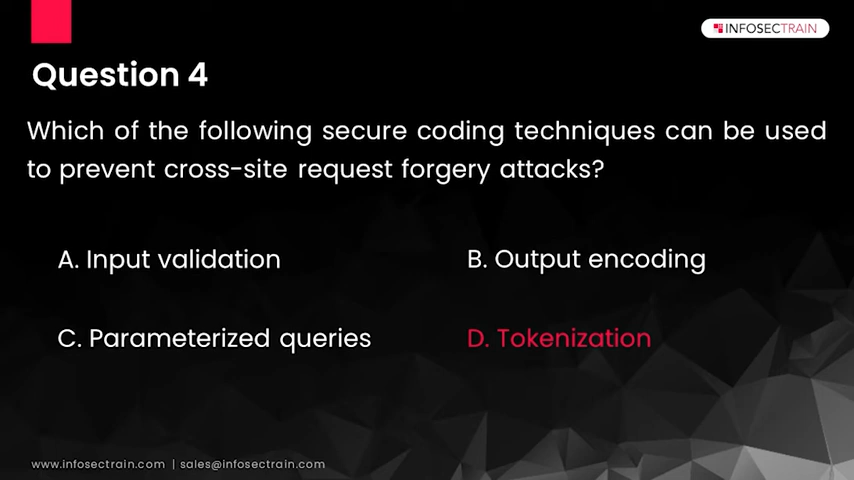 INFOSECTRAIN
Question 4
Which of the following secure coding techniques can be used
to prevent cross-site request forgery attacks?
A. Input validation
B. Output encoding
C. Parameterized queries
D. Tokenization
www.infosectrain.com | sales@infosectrain.com